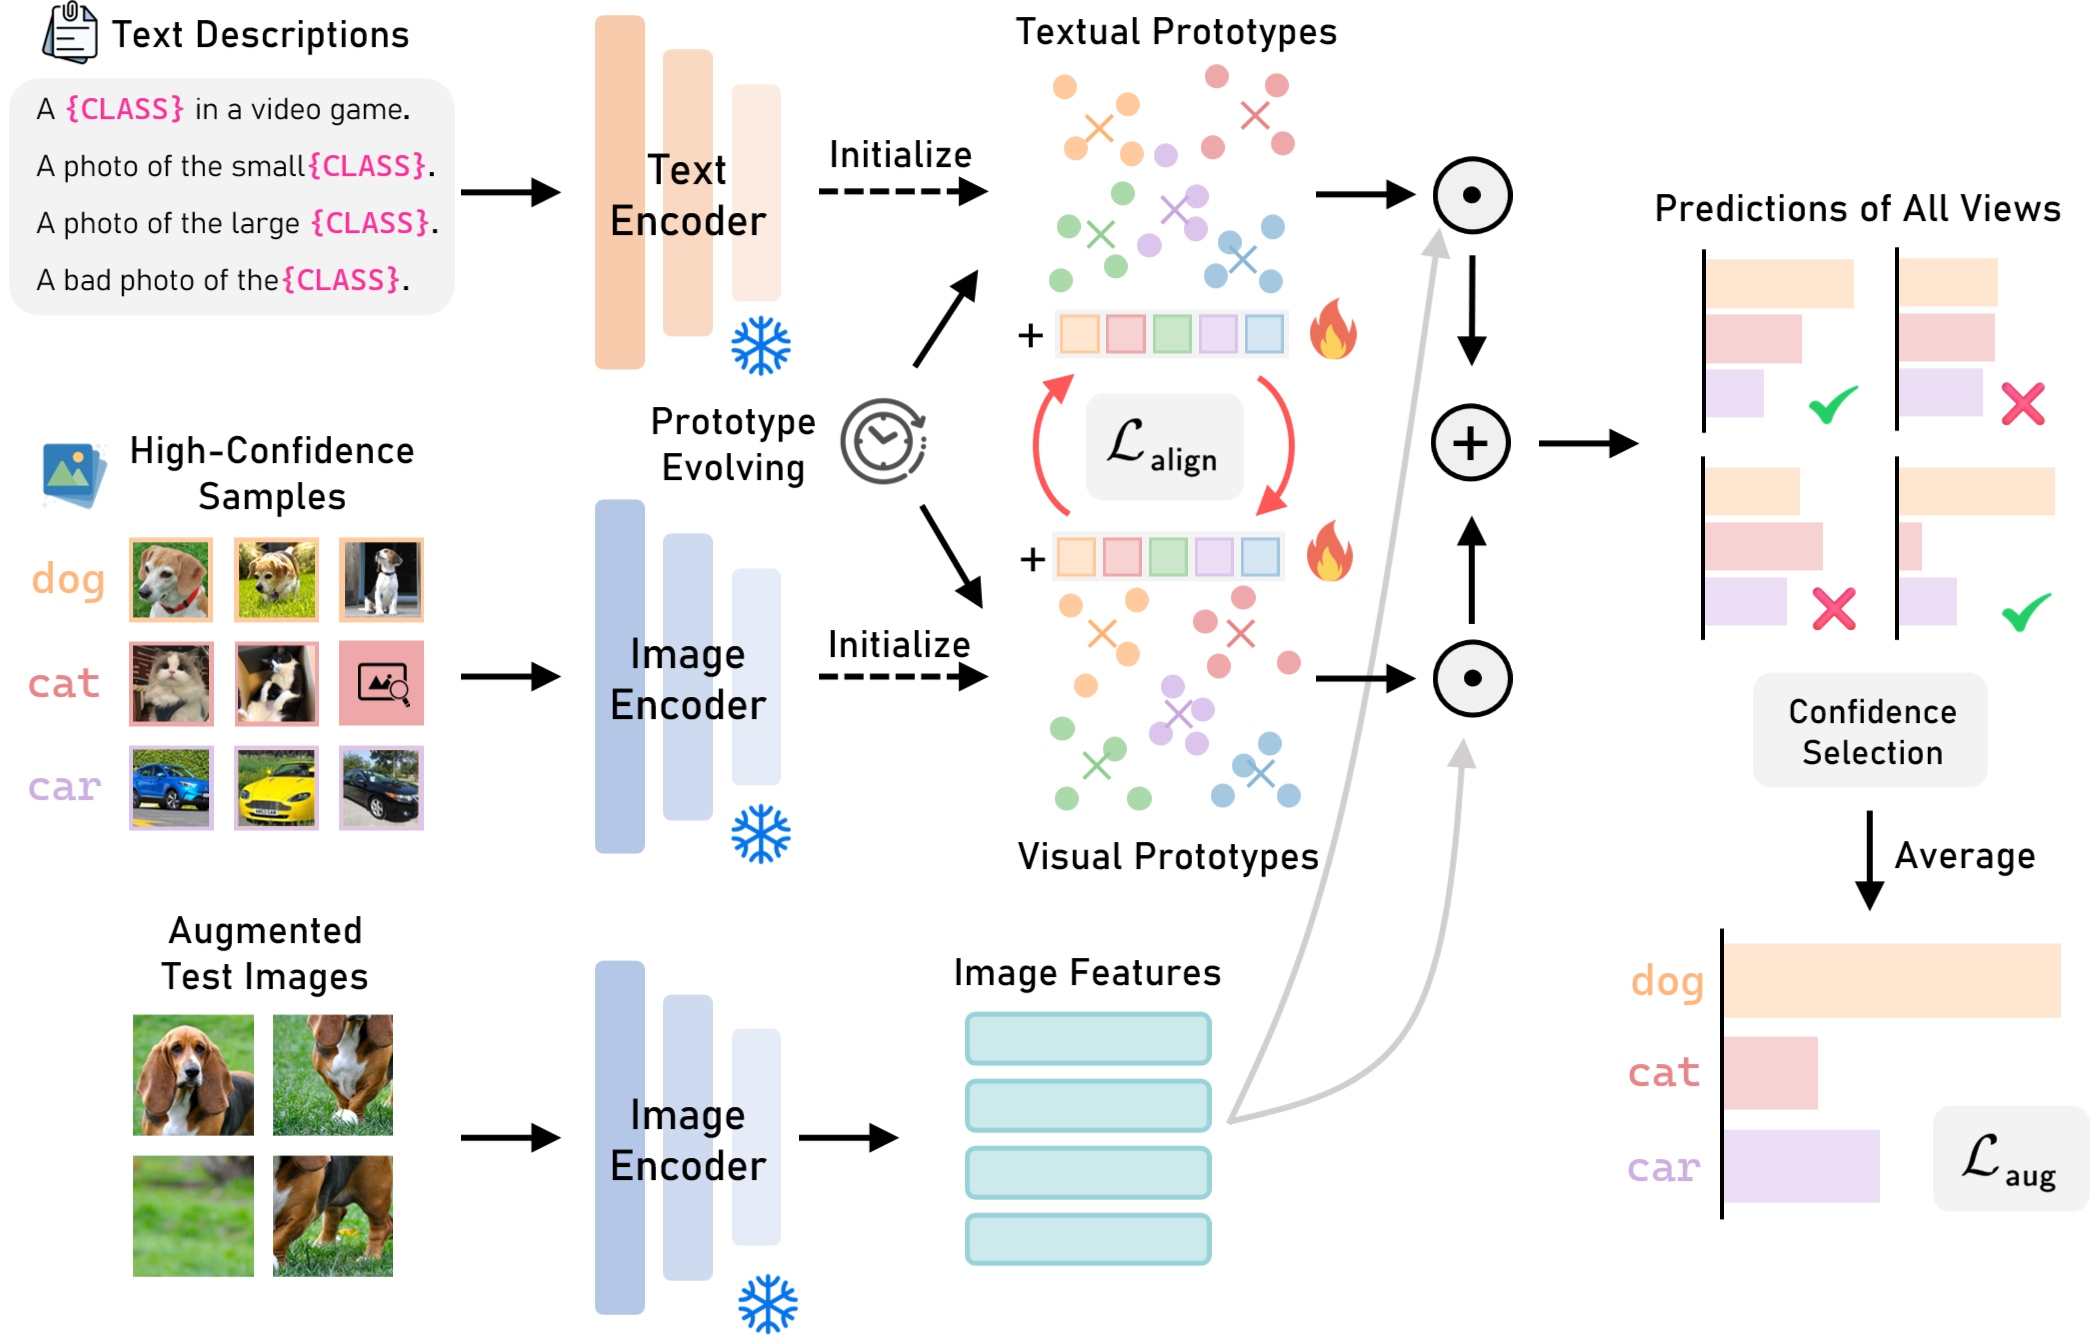 Text Descriptions
A {CLASS} in a video game.
A photo of the small{CLASS}.
A photo of the large {CLASS}.
A bad photo of the{CLASS}.
Text
Encoder
Initialize
Textual Prototypes
+
Prototype
Evolving
ℒ align
High-Confidence
Samples
dog
cat
car
Image
Encoder
Initialize
+
Visual Prototypes
Augmented
Test Images
Image
Encoder
Image Features
+
Predictions of All Views
Confidence
Selection
Average
dog
cat
car
ℒ aug